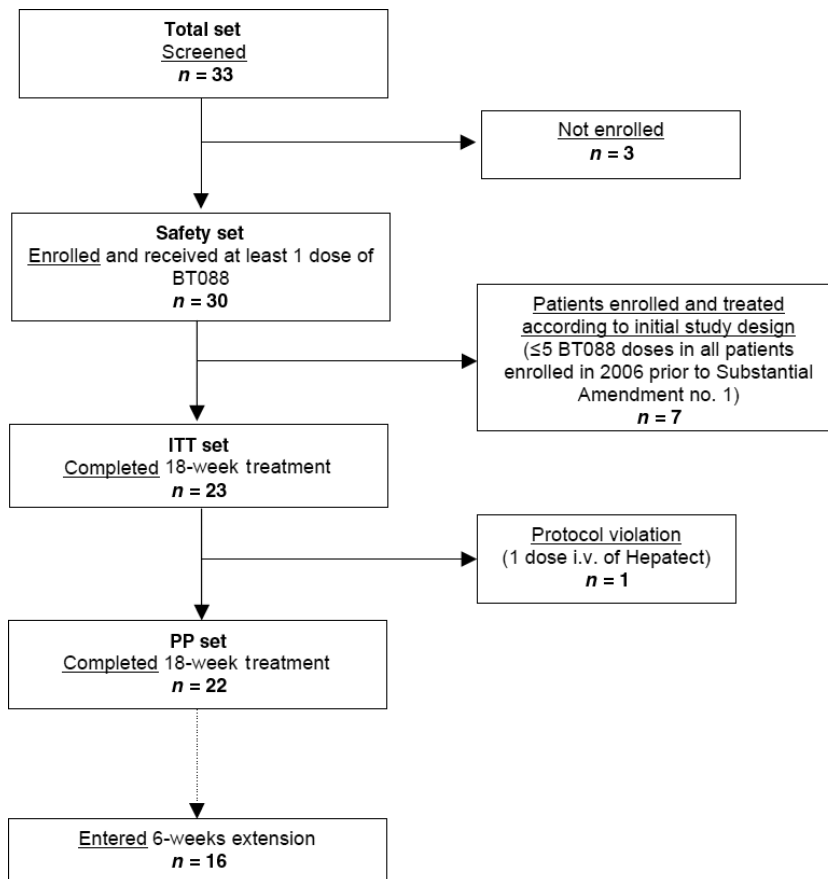 Total set
Screened
n = 33
Not enrolled
n = 3
Safety set
Enrolled and received at least 1 dose of
BT088
n = 30
Patients enrolled and treated
according to initial study design
(≤5 BT088 doses in all patients
enrolled in 2006 prior to Substantial
Amendment no. 1)
n = 7
ITT set
Completed 18-week treatment
n = 23
Protocol violation
(1 dose i.v. of Hepatect)
n = 1
PP set
Completed 18-week treatment
n = 22
Entered 6-weeks extension
n = 16